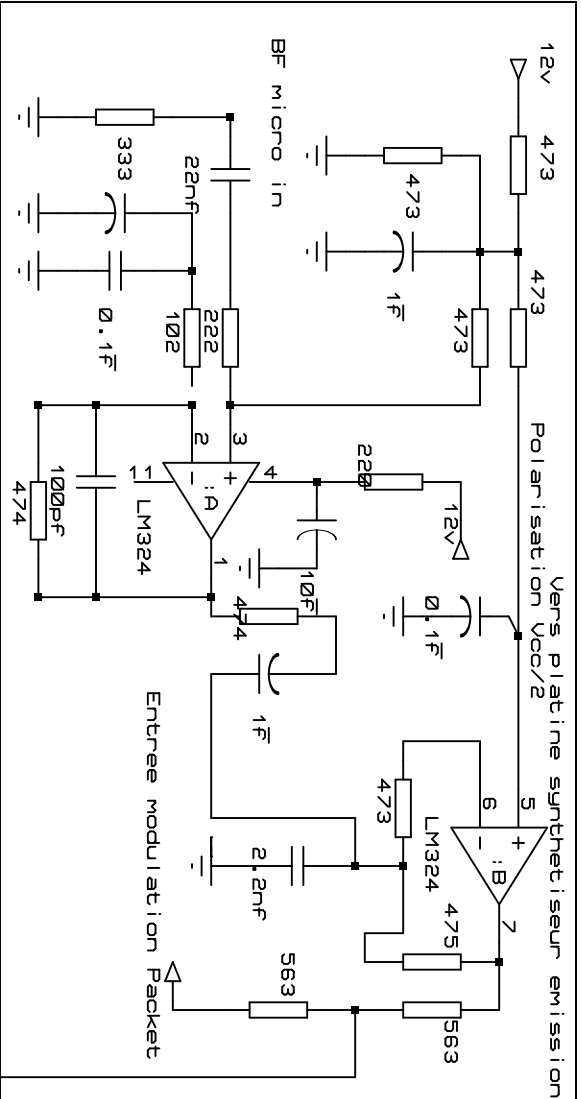 Vers platine synthetiseur emission
12v
473
473
Polarisation Vcc/2
5
7
:B
6
473
12v
475
563
0.1F
LM324
473
1F
473
220
10F
563
BF micro in
4
1F
2.2nf
474
3
1
222
:A
2
22nf
102
Entree modulation Packet
LM324
11
333
0.1F
100pf
474